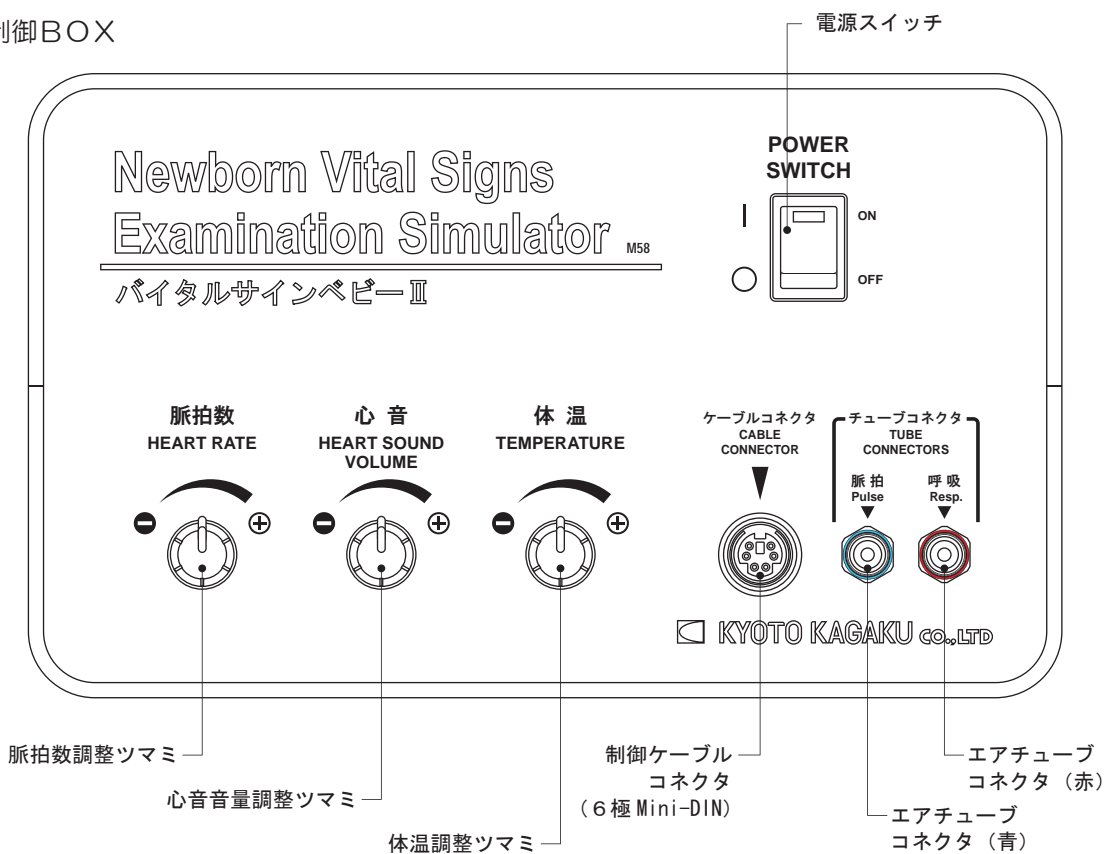 御BOX
電源スイッチ
Newborn Vital Signs
Examination Simulator M58
バイタルサインベビーⅡ
POWER
SWITCH
ON
OFF
脈拍数
HEART RATE
心 音
HEART SOUND
VOLUME
体 温
TEMPERATURE
ケーブルコネクタ
CABLE
CONNECTOR
チューブコネクタ
TUBE
CONNECTORS
脈 拍
Pulse
呼 吸
Resp.
KYOTO KAGAKU CO.,LTD
脈拍数調整ツマミ
心音音量調整ツマミ
体温調整ツマミ
制御ケーブル
コネクタ
(6極 Mini-DIN)
エアチューブ
コネクタ (青)
エアチューブ
コネクタ (赤)